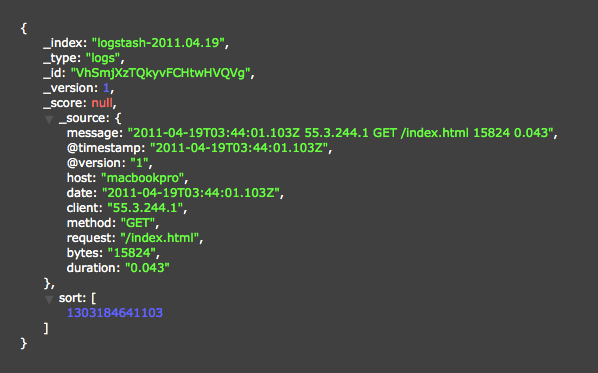 {
_index: "logstash-2011.04.19",
_type: "logs",
_id: "VhSmjXzTQkyvFCHtwHVQVg",
_version: 1,
_score: null,
_source: {
message: "2011-04-19T03:44:01.103Z 55.3.244.1 GET /index.html 15824 0.043",
@timestamp: "2011-04-19T03:44:01.103Z",
@version: "1",
host: "macbookpro",
date: "2011-04-19T03:44:01.103Z",
client: "55.3.244.1",
method: "GET",
request: "/index.html",
bytes: "15824",
duration: "0.043"
},
sort: [
1303184641103
]
}